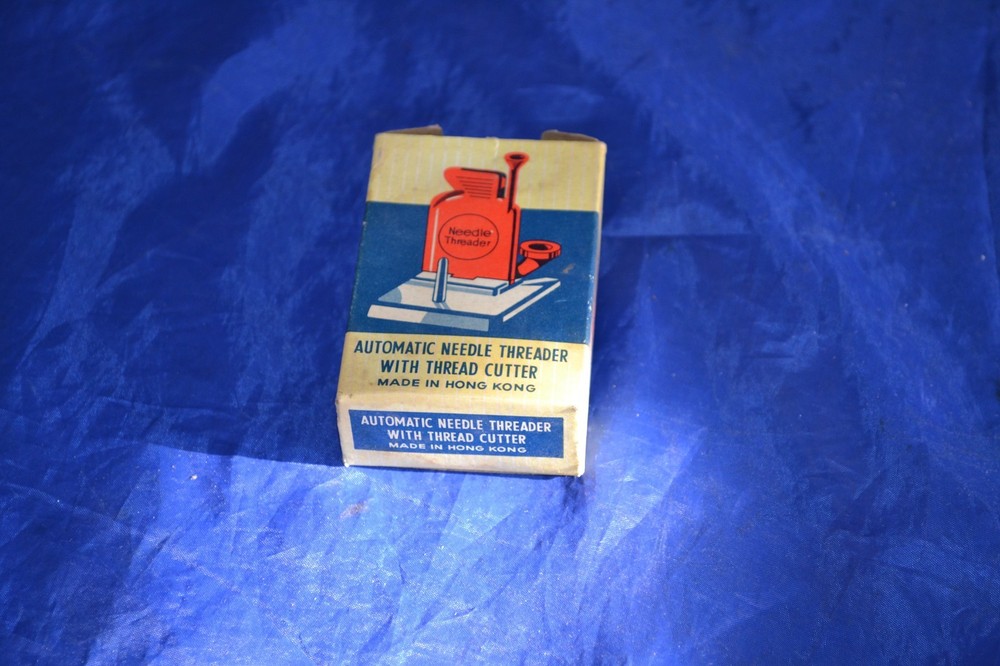 Needle
Threader
AUTOMATIC NEEDLE THREADER
WITH THREAD CUTTER
MADE IN HONG KONG
AUTOMATIC NEEDLE THREADER
WITH THREAD CUTTER
MADE IN HONG KONG